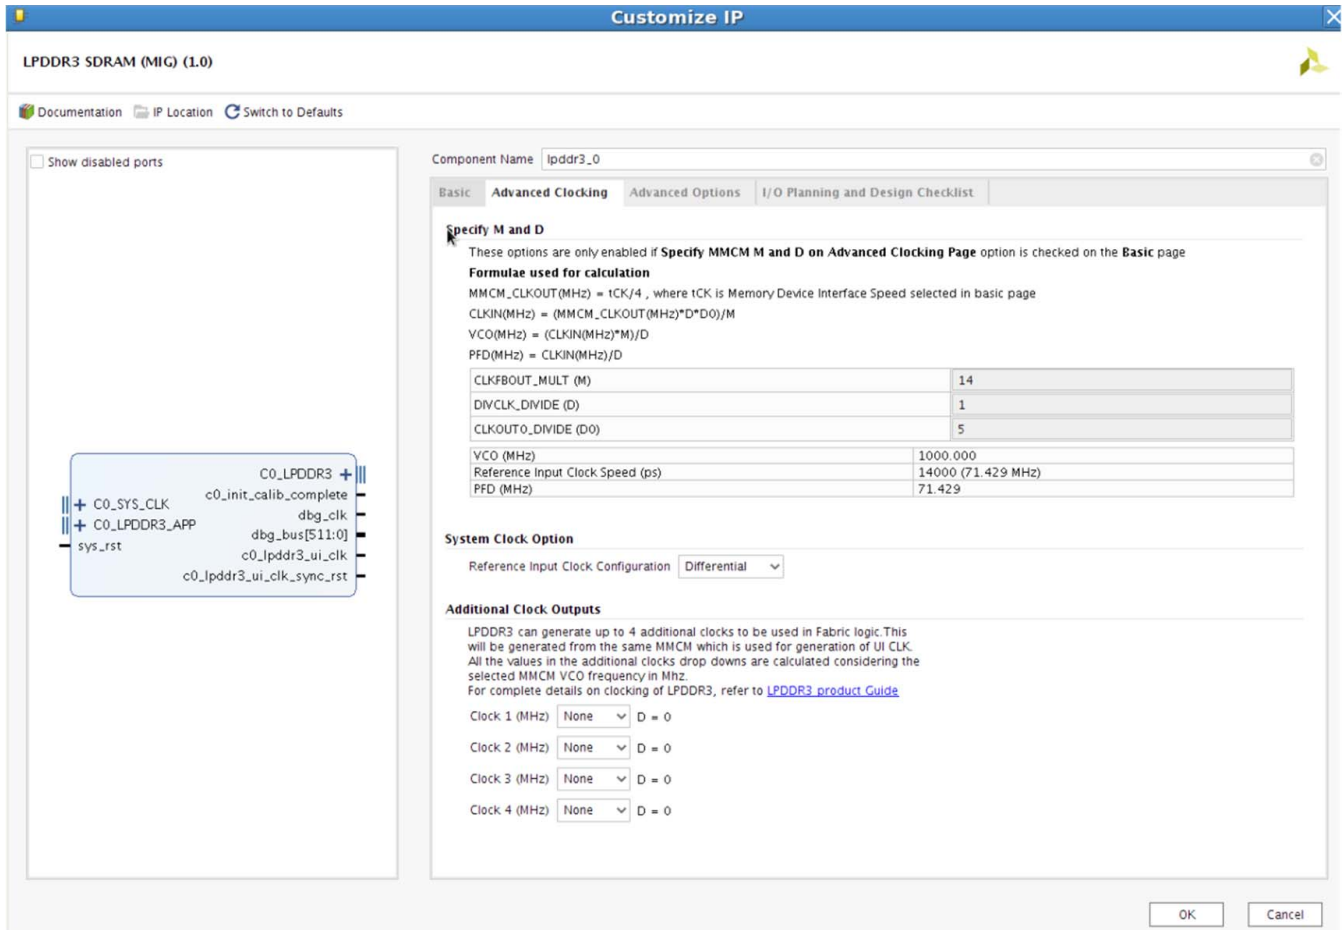 Customize IP
LPDDR3 SDRAM (MIG) (1.0)
Documentation IP Location Switch to Defaults
Show disabled ports
C0_LPDDR3
c0_init_calib_complete
C0_SYS_CLK
dbg_clk
C0_LPDDR3_APP
dbg_bus[511:0]
sys_rst
c0_lpddr3_ui_clk
c0_lpddr3_ui_clk_sync_rst
Component Name lpddr3_0
Basic Advanced Clocking Advanced Options I/O Planning and Design Checklist
Specify M and D
These options are only enabled if Specify MMCM M and D on Advanced Clocking Page option is checked on the Basic page
Formulae used for calculation
MMCM_CLKOUT(MHz) = tCK/4 , where tCK is Memory Device Interface Speed selected in basic page
CLKIN(MHz) = (MMCM_CLKOUT(MHz)*D*D0)/M
VCO(MHz) = (CLKIN(MHz)*M)/D
PFD(MHz) = CLKIN(MHz)/D
CLKFBOUT_MULT (M) 14
DIVCLK_DIVIDE (D) 1
CLKOUT0_DIVIDE (D0) 5
VCO (MHz) 1000.000
Reference Input Clock Speed (ps) 14000 (71.429 MHz)
PFD (MHz) 71.429
System Clock Option
Reference Input Clock Configuration Differential
Additional Clock Outputs
LPDDR3 can generate up to 4 additional clocks to be used in Fabric logic.This
will be generated from the same MMCM which is used for generation of UI CLK.
All the values in the additional clocks drop downs are calculated considering the
selected MMCM VCO frequency in Mhz.
For complete details on clocking of LPDDR3, refer to LPDDR3 product Guide
Clock 1 (MHz) None D = 0
Clock 2 (MHz) None D = 0
Clock 3 (MHz) None D = 0
Clock 4 (MHz) None D = 0
OK Cancel